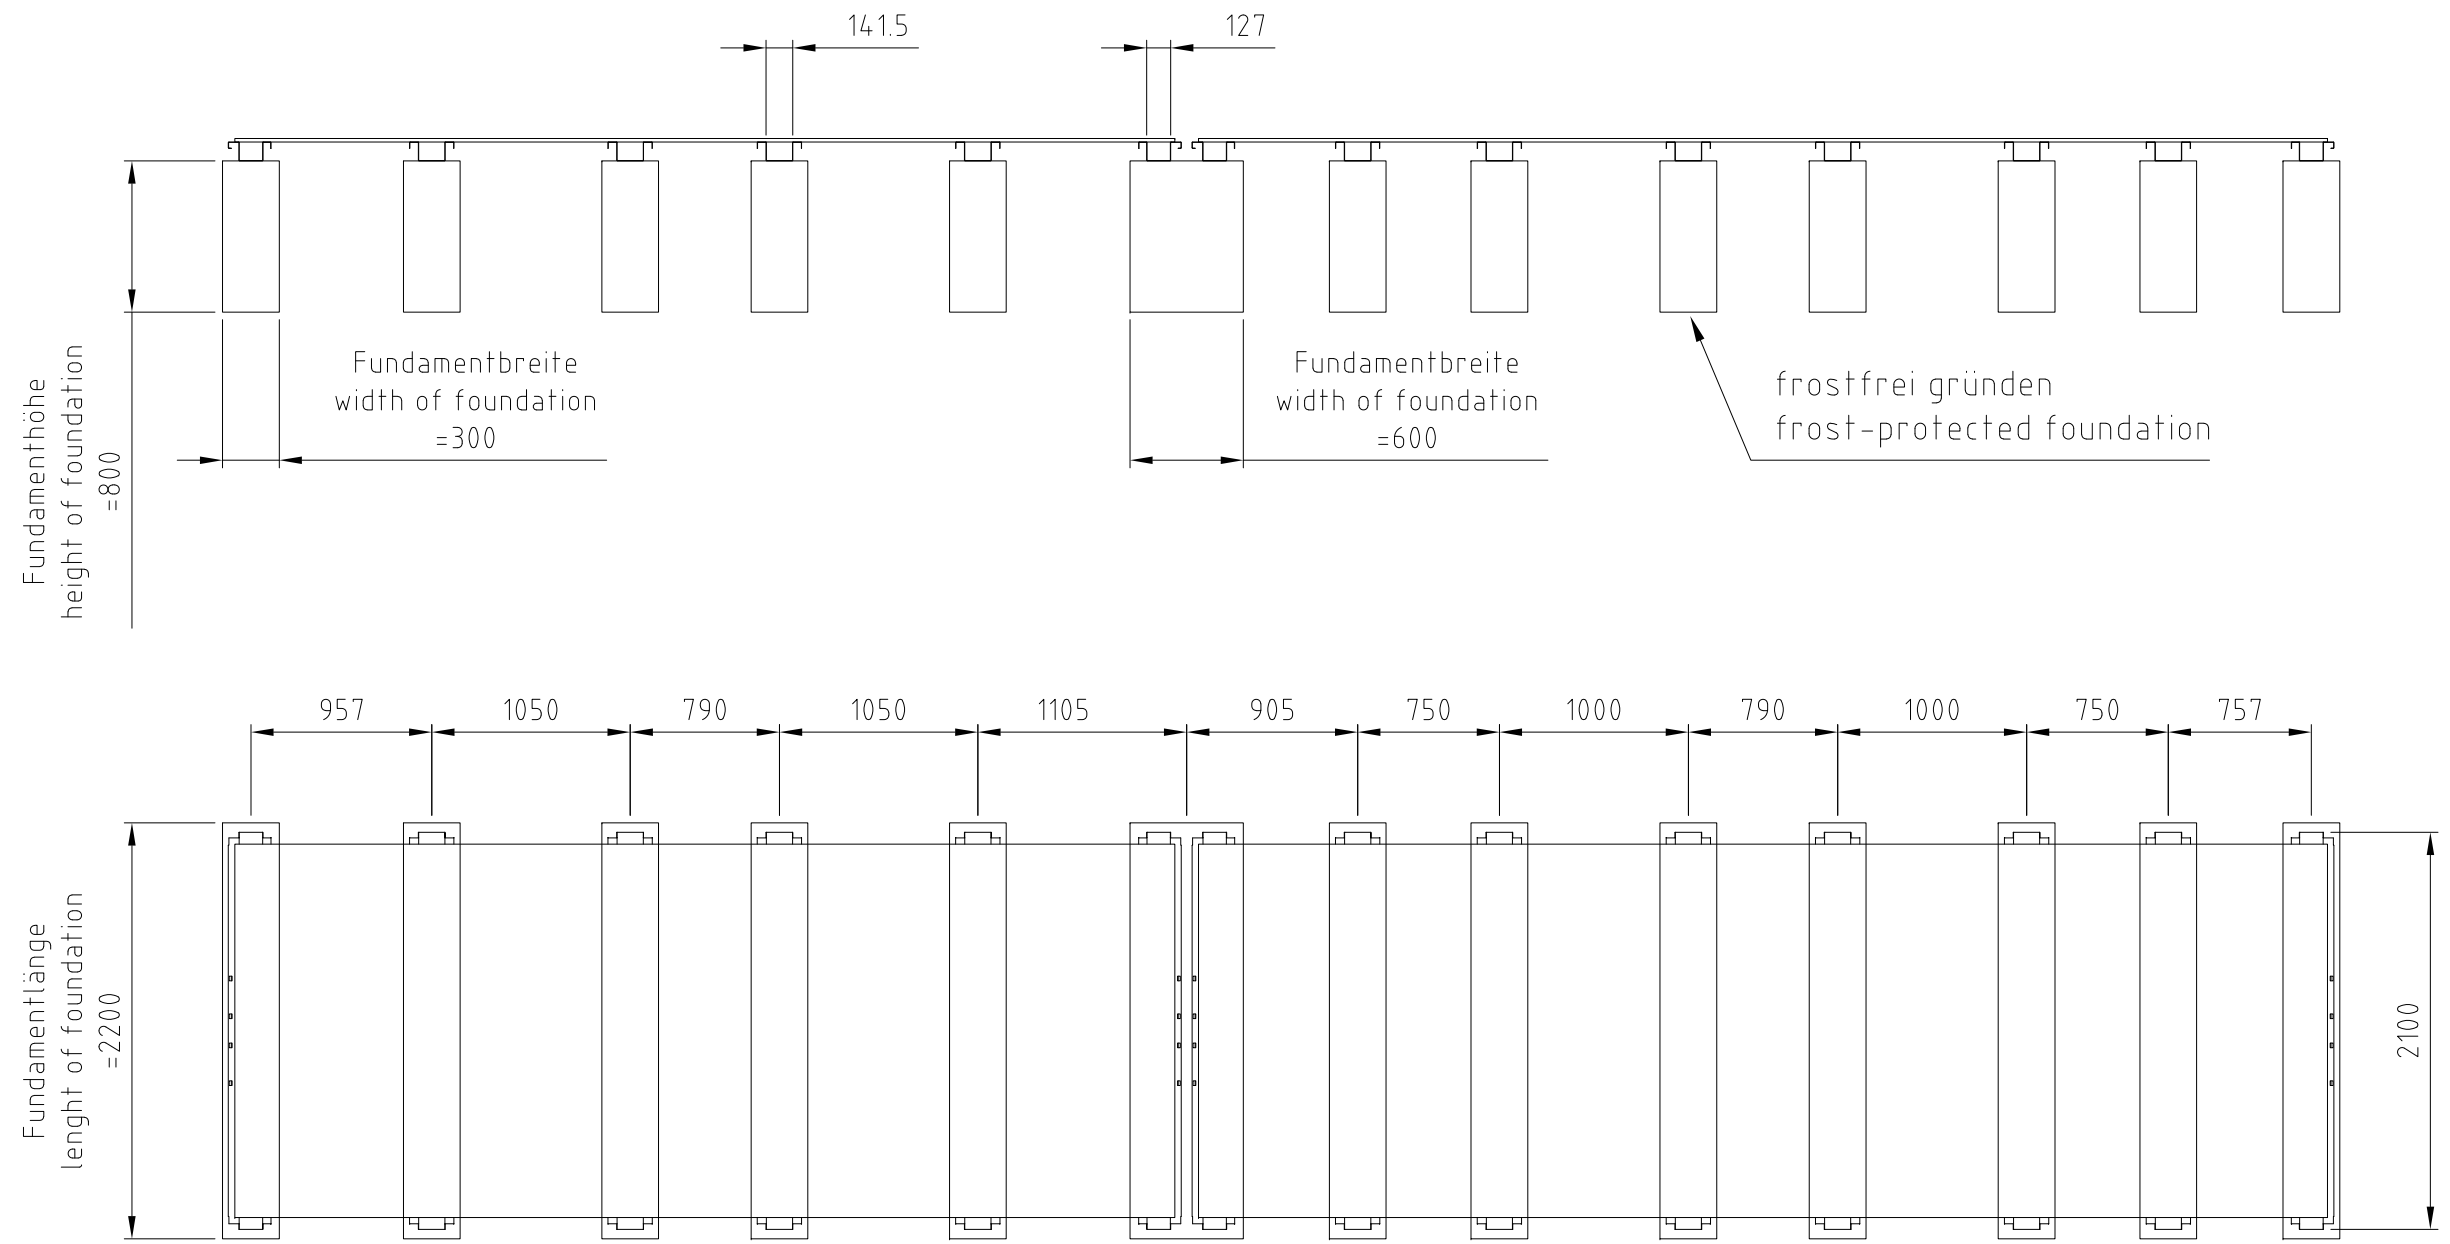 141.5
127
Fundamenthöhe
height of foundation
=800
Fundamentbreite
width of foundation
=300
Fundamentbreite
width of foundation
=600
frostfrei gründen
frost-protected foundation
957
1050
790
1050
1105
905
750
1000
790
1000
750
757
Fundamentlänge
lenght of foundation
=2200
2100